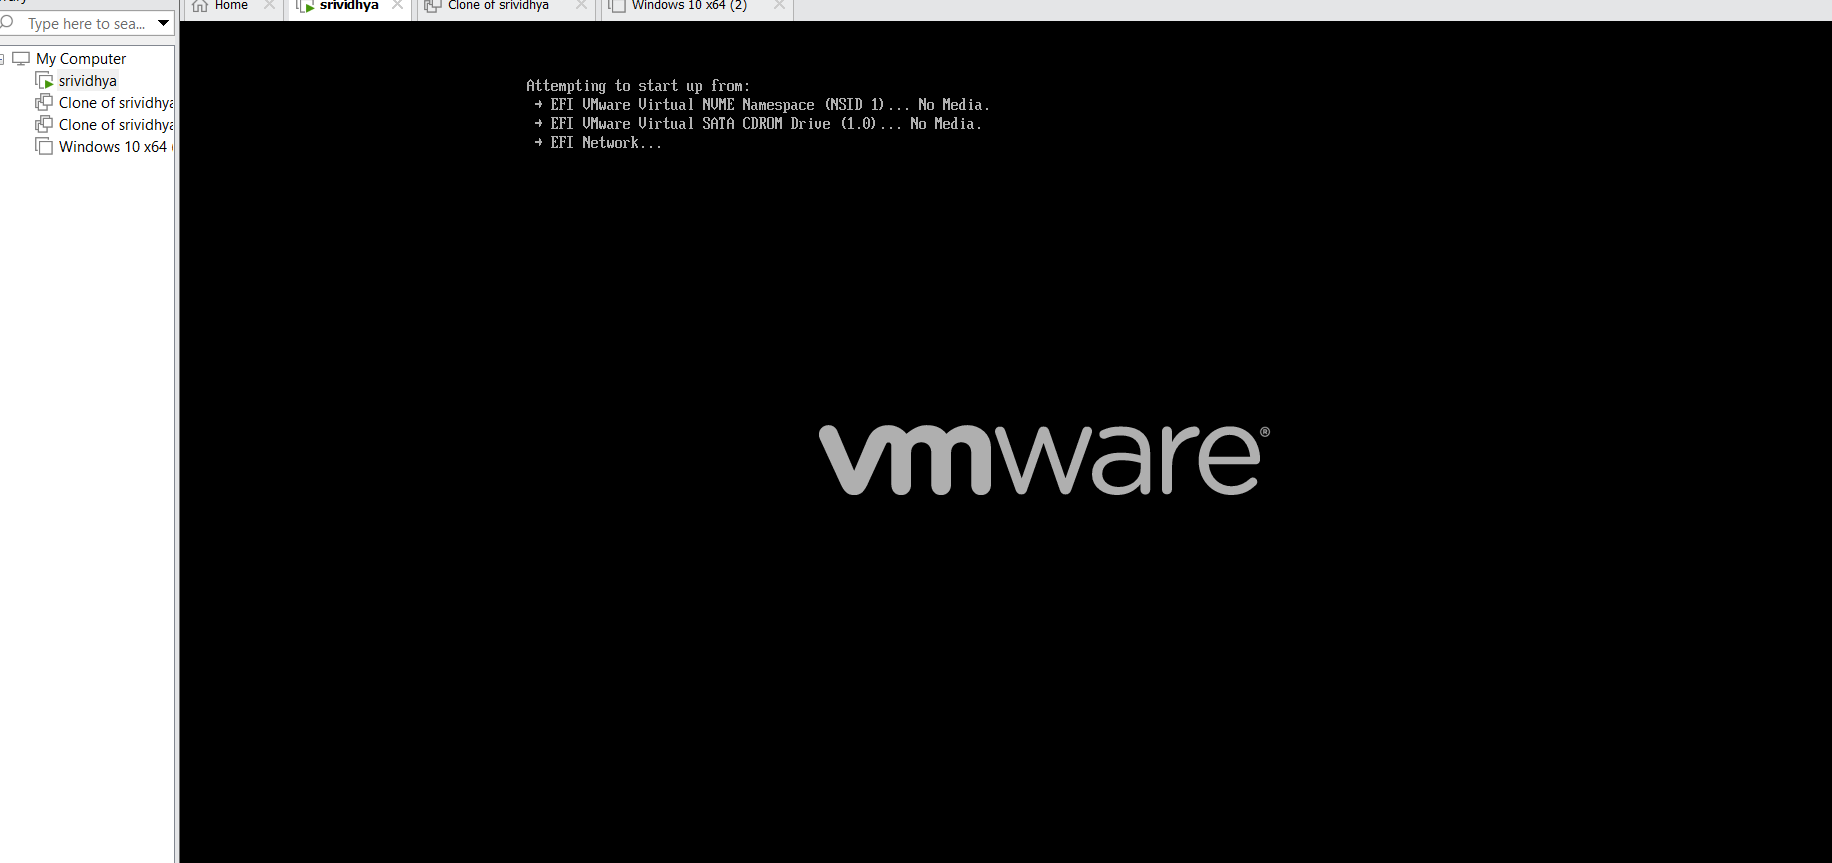 Home
srividhya
Clone of srividhya
Windows 10 x64 (2)
Type here to sea...
My Computer
srividhya
Clone of srividhya
Clone of srividhya
Windows 10 x64 (
Attempting to start up from:
→ EFI VMware Virtual NVME Namespace (NSID 1)... No Media.
→ EFI VMware Virtual SATA CDROM Drive (1.0)... No Media.
→ EFI Network...
vmware®